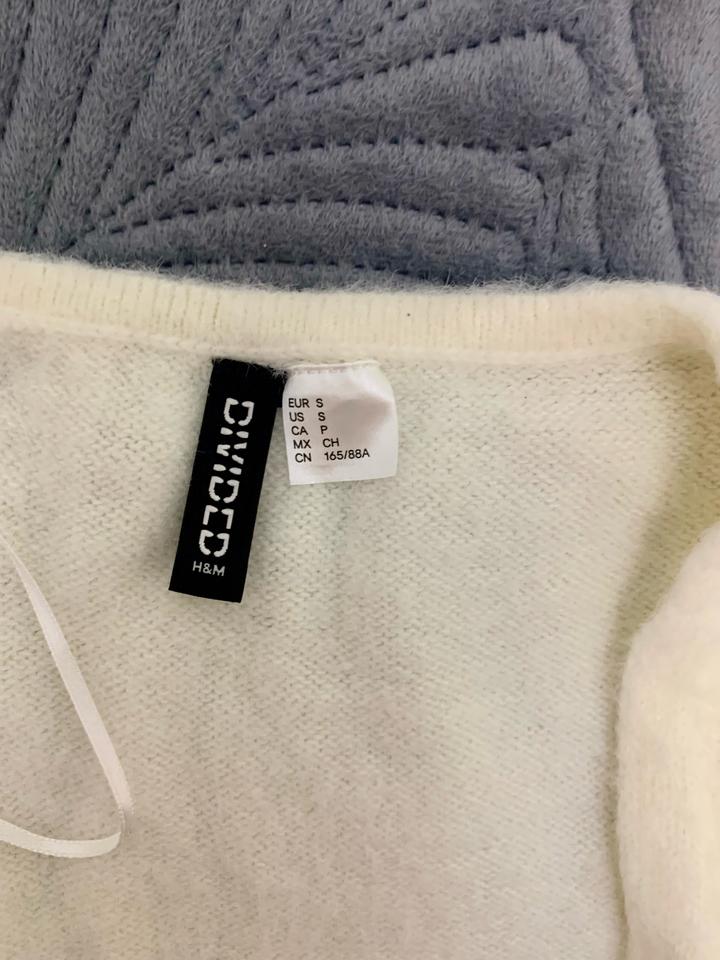 DIVIDED
H&M
EUR S
US S
CA P
MX CH
CN 165/88A